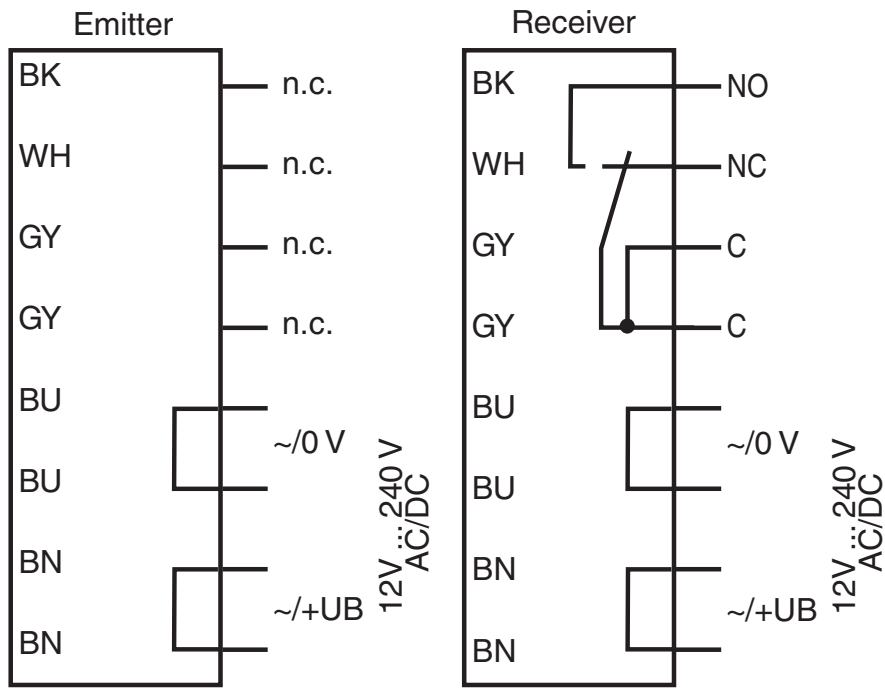 Emitter
BK n.c.
WH n.c.
GY n.c.
GY n.c.
BU
~/0 V
BU
BN
~/+UB
BN
12V ... 240 V
AC/DC
Receiver
BK NO
WH NC
GY C
GY C
BU
~/0 V
BU
BN
~/+UB
BN
12V ... 240 V
AC/DC